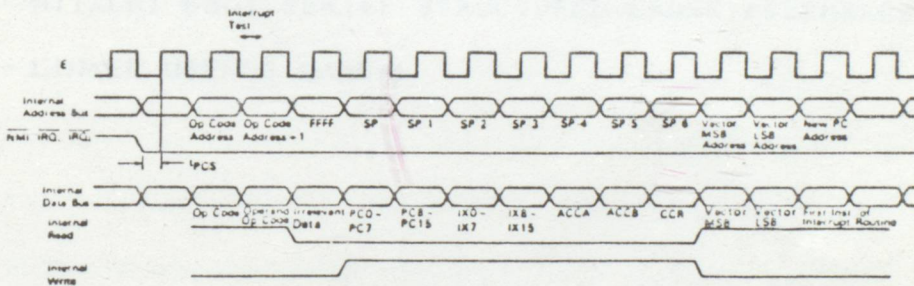 Interrupt
Test
E
Internal
Address Bus
Op Code
Address
Op Code
Address + 1
FFFF
SP
SP 1
SP 2
SP 3
SP 4
SP 5
SP 6
Vector
MSB
Address
Vector
LSB
Address
New PC
Address
NMI, IRQ, IRQ
tPCS
Internal
Data Bus
Op Code
Operand
Op Code
Irrelevant
Data
PC0 -
PC7
PC8 -
PC15
IX0 -
IX7
IX8 -
IX15
ACCA
ACCB
CCR
Vector
MSB
Vector
LSB
First Inst of
Interrupt Routine
Internal
Read
Internal
Write